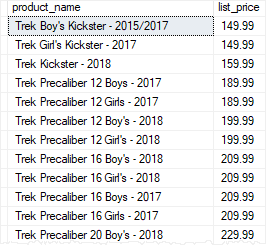 product_name list_price
Trek Boy's Kickster - 2015/2017 149.99
Trek Girl's Kickster - 2017 149.99
Trek Kickster - 2018 159.99
Trek Precaliber 12 Boys - 2017 189.99
Trek Precaliber 12 Girls - 2017 189.99
Trek Precaliber 12 Boy's - 2018 199.99
Trek Precaliber 12 Girl's - 2018 199.99
Trek Precaliber 16 Boy's - 2018 209.99
Trek Precaliber 16 Girl's - 2018 209.99
Trek Precaliber 16 Boys - 2017 209.99
Trek Precaliber 16 Girls - 2017 209.99
Trek Precaliber 20 Boy's - 2018 229.99